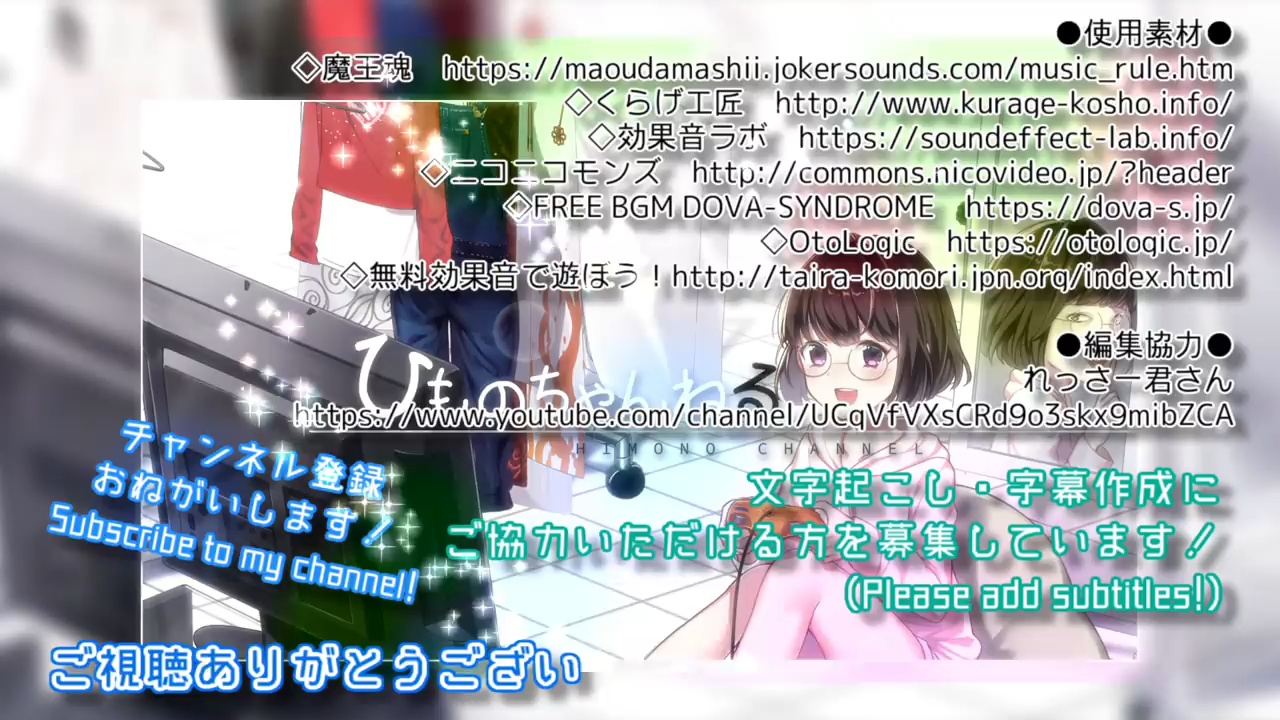 ●使用素材●
◇魔王魂　https://maoudamashii.jokersounds.com/music_rule.htm
◇くらげ工匠　http://www.kurage-kosho.info/
◇効果音ラボ　https://soundeffect-lab.info/
◇ニコニコモンズ　http://commons.nicovideo.jp/?header
◇FREE BGM DOVA-SYNDROME　https://dova-s.jp/
◇OtoLogic　https://otologic.jp/
◇無料効果音で遊ぼう！http://taira-komori.jpn.org/index.html
●編集協力●
れっさー君さん
https://www.youtube.com/channel/UCqVfVXsCRd9o3skx9mibZCA
ひものちゃんねる
HIMONO CHANNEL
チャンネル登録
おねがいします！
Subscribe to my channel!
文字起こし・字幕作成に
ご協力いただける方を募集しています！
(Please add subtitles!)
ご視聴ありがとうござい